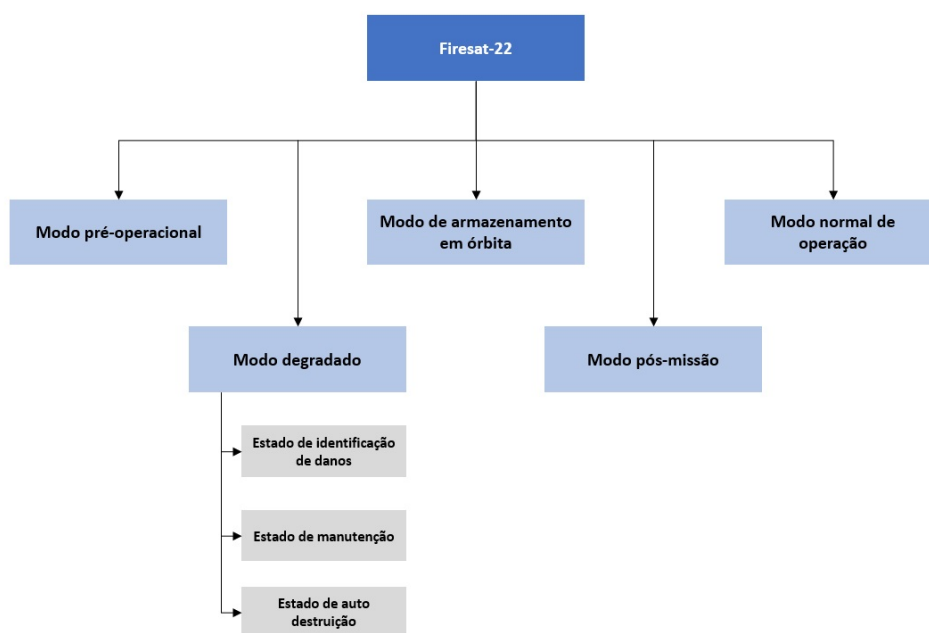 Firesat-22
Modo pré-operacional
Modo de armazenamento
em órbita
Modo normal de
operação
Modo degradado
Modo pós-missão
Estado de identificação
de danos
Estado de manutenção
Estado de auto
destruição